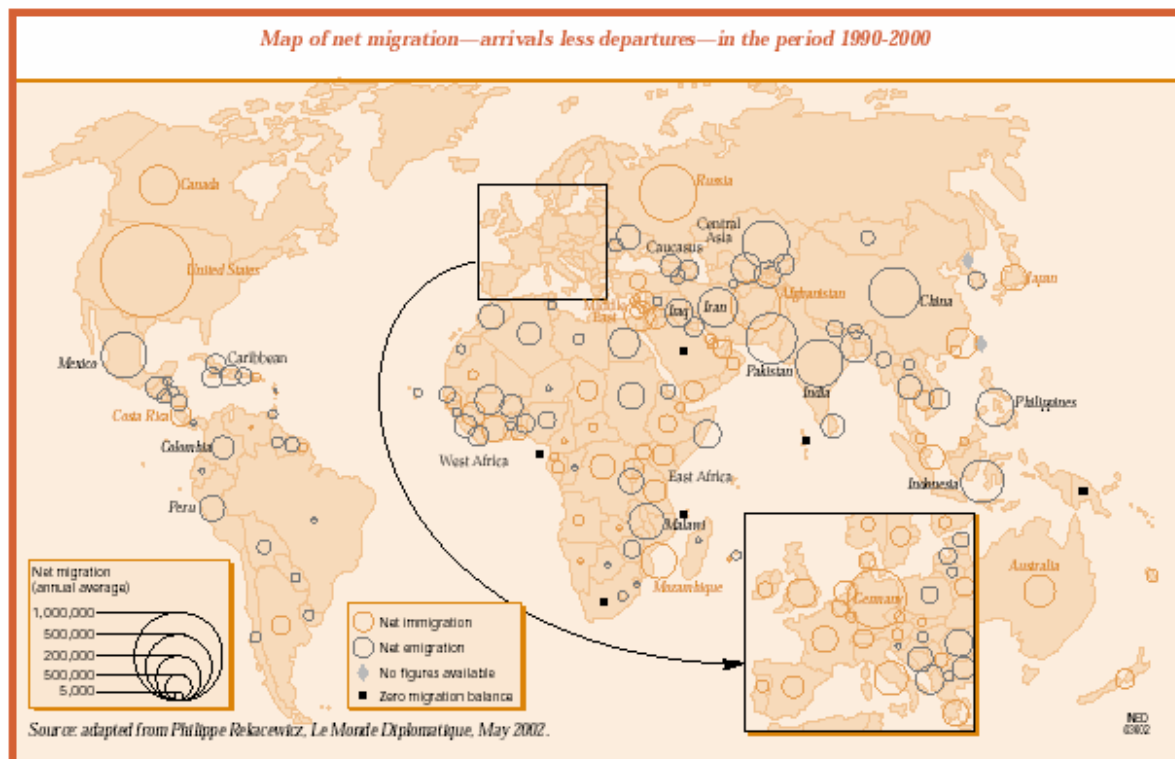 Map of net migration—arrivals less departures—in the period 1990-2000
Canada
Russia
Central
Asia
Caucasus
United States
Afghanistan
Japan
Middle
East
Iraq
Iran
China
Mexico
Caribbean
Pakistan
India
Philippines
Costa Rica
Colombia
West Africa
East Africa
Indonesia
Peru
Malawi
Mozambique
Germany
Australia
Net migration
(annual average)
1,000,000
500,000
200,000
500,000
5,000
Net immigration
Net emigration
No figures available
Zero migration balance
INED
03902
Source: adapted from Philippe Rekacewicz, Le Monde Diplomatique, May 2002.